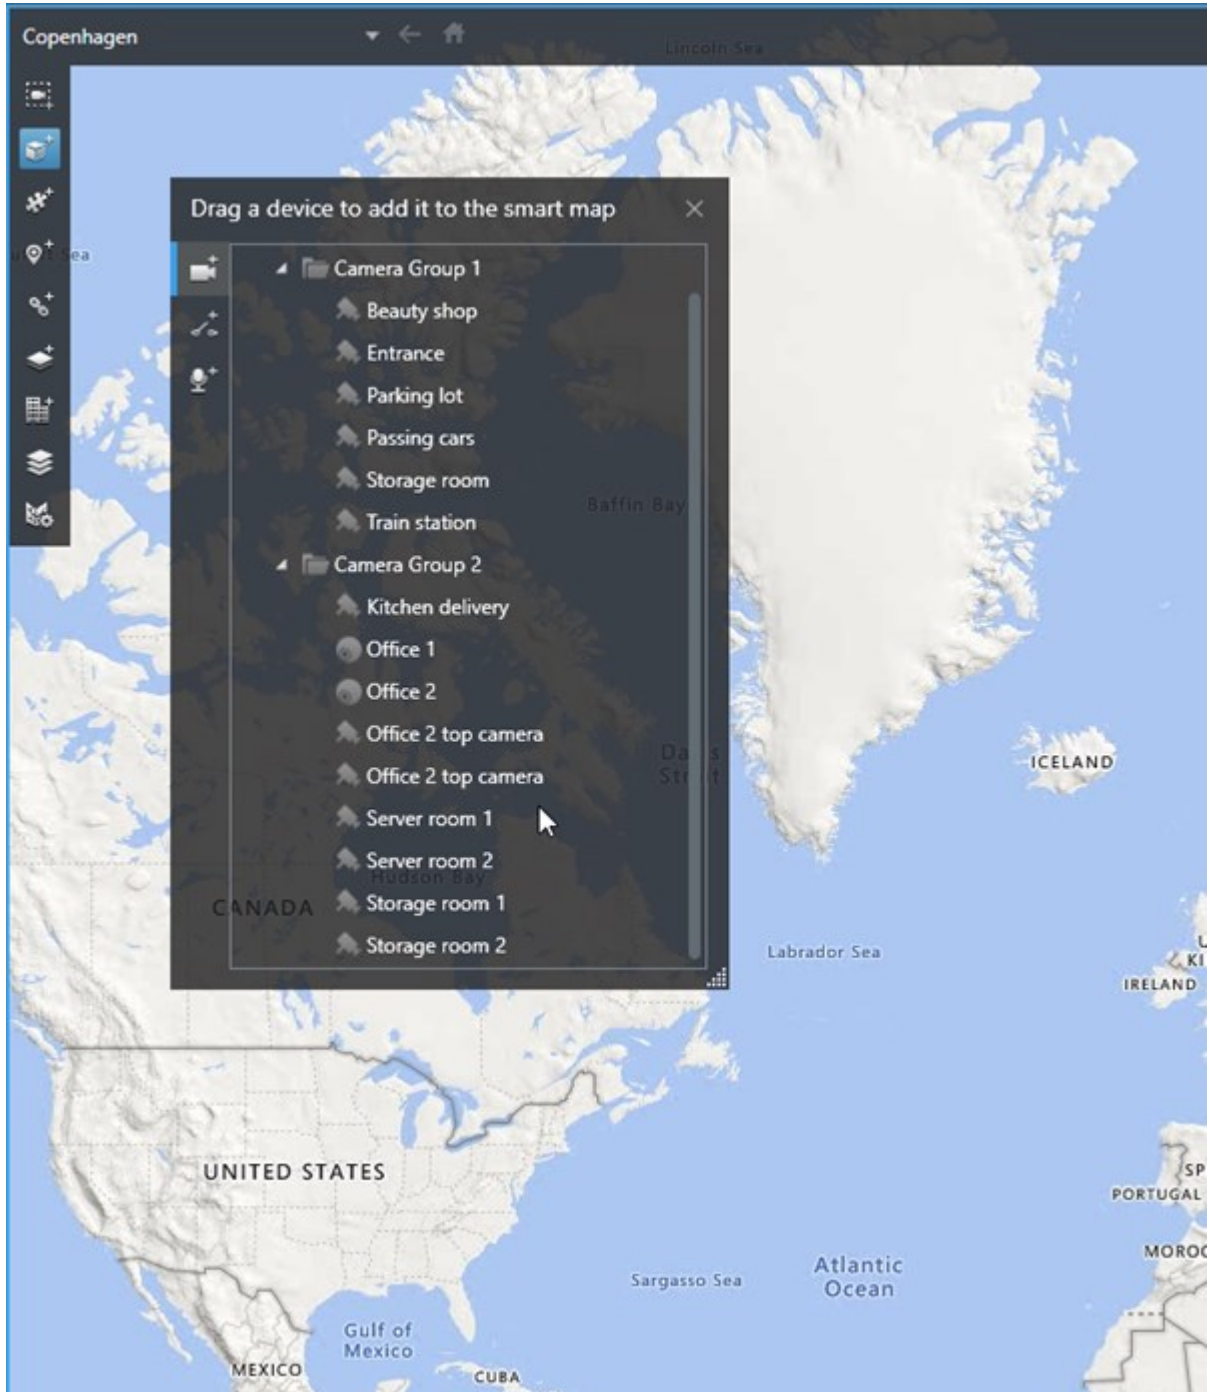 Copenhagen
Lincoln Sea
Sea
Drag a device to add it to the smart map
Camera Group 1
Beauty shop
Entrance
Parking lot
Passing cars
Storage room
Baffin Bay
Train station
Camera Group 2
Kitchen delivery
Office 1
Office 2
Office 2 top camera
Office 2 top camera
ICELAND
Server room 1
Server room 2
Hudson Bay
CANADA
Storage room 1
Storage room 2
Labrador Sea
IRELAND
UNITED STATES
PORTUGAL
Atlantic
Ocean
Sargasso Sea
Gulf of
Mexico
MEXICO
CUBA